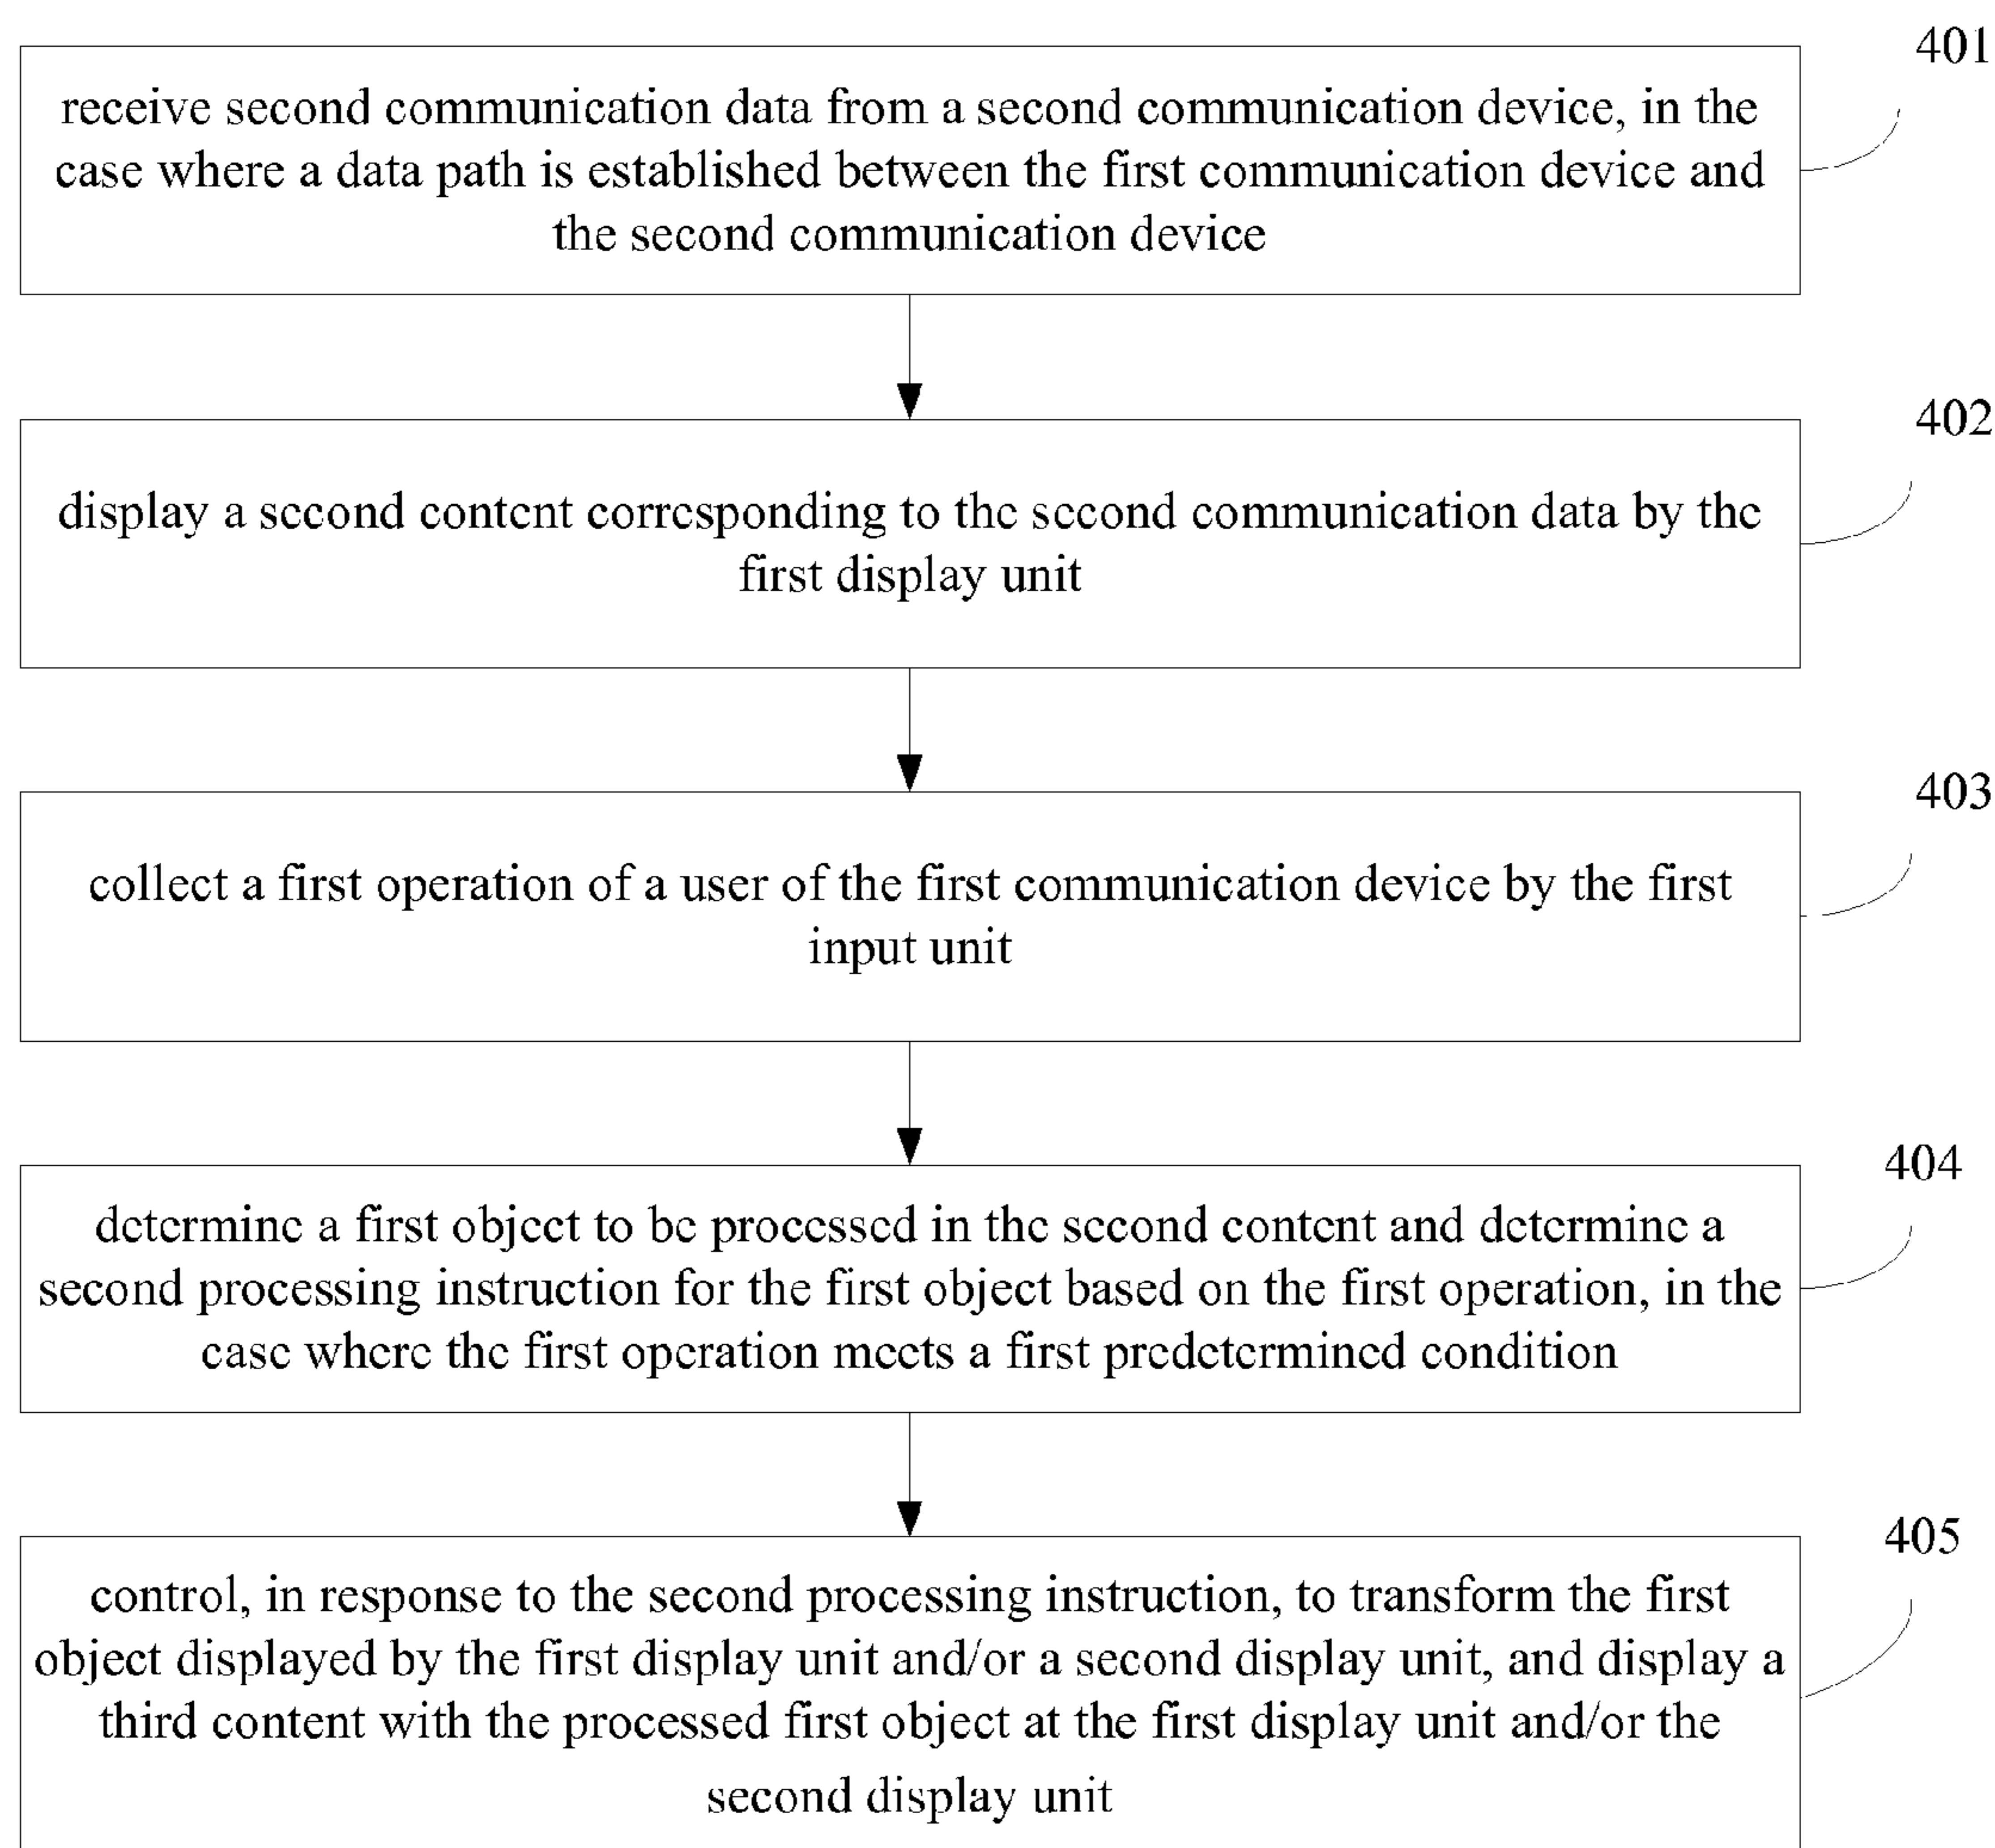 401
receive second communication data from a second communication device, in the
case where a data path is established between the first communication device and
the second communication device
402
display a second content corresponding to the second communication data by the
first display unit
403
collect a first operation of a user of the first communication device by the first
input unit
404
determine a first object to be processed in the second content and determine a
second processing instruction for the first object based on the first operation, in the
case where the first operation meets a first predetermined condition
405
control, in response to the second processing instruction, to transform the first
object displayed by the first display unit and/or a second display unit, and display a
third content with the processed first object at the first display unit and/or the
second display unit